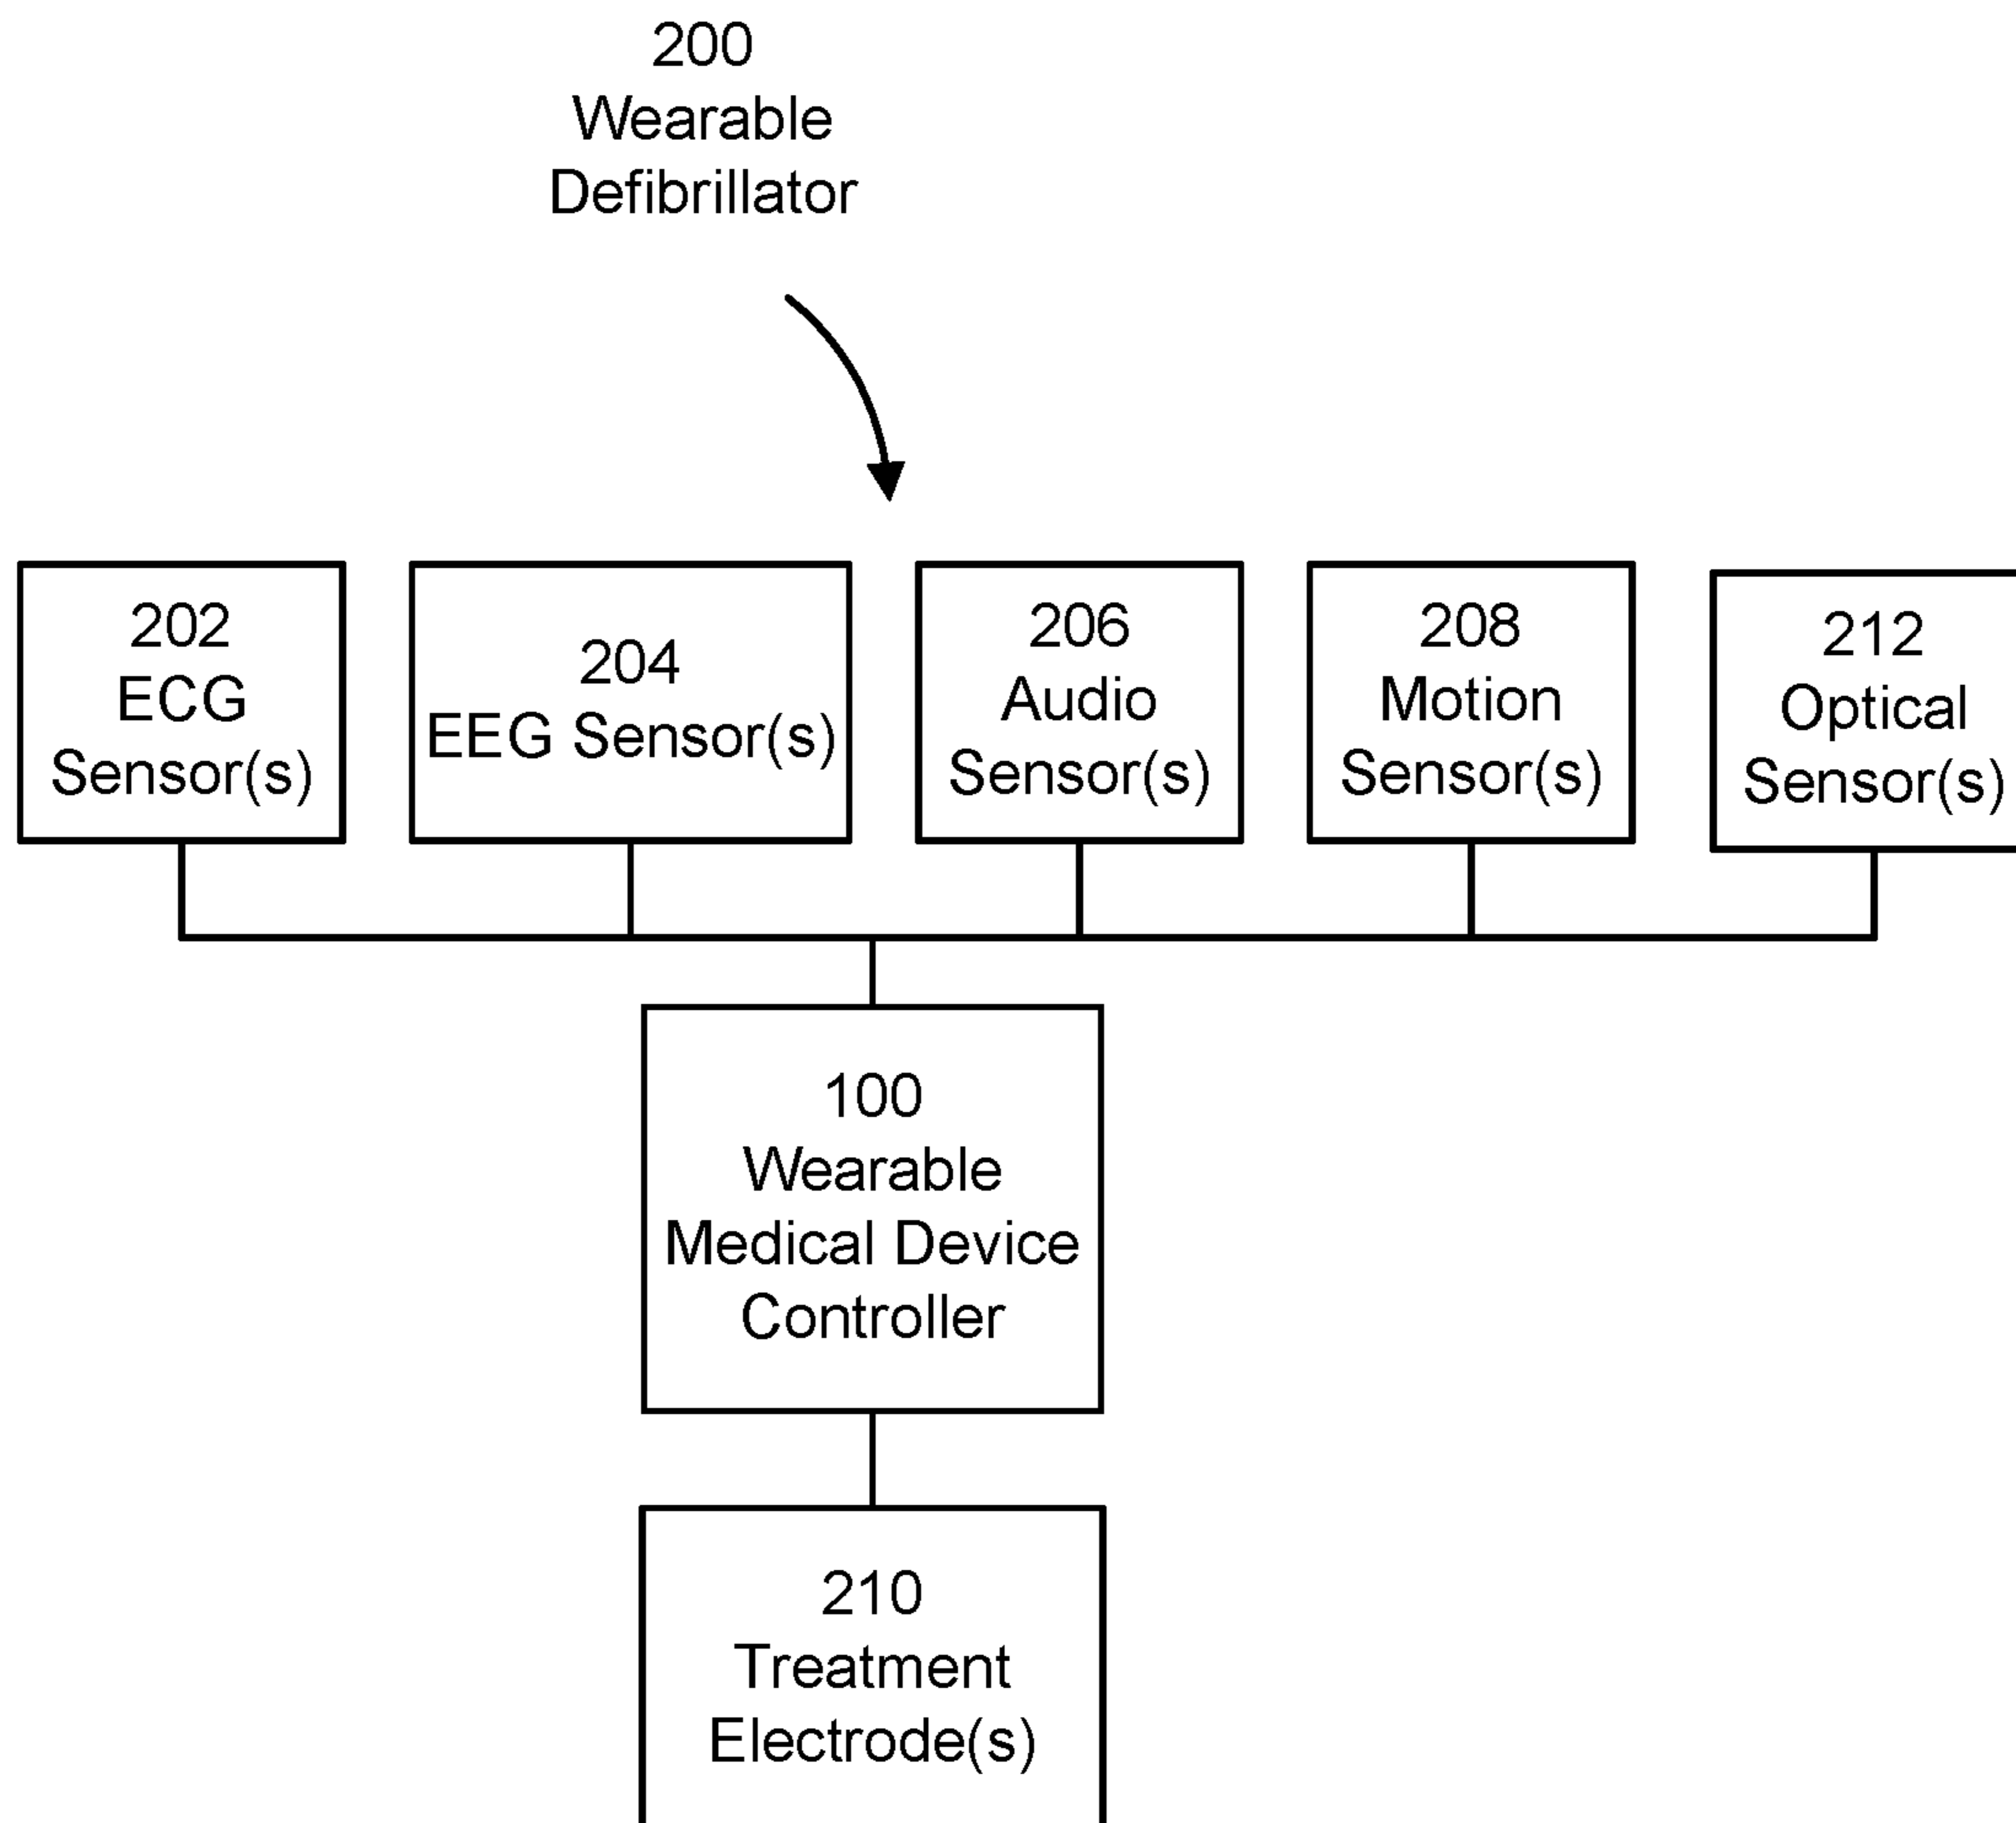 200
Wearable
Defibrillator
202
ECG
Sensor(s)
204
EEG Sensor(s)
206
Audio
Sensor(s)
208
Motion
Sensor(s)
212
Optical
Sensor(s)
100
Wearable
Medical Device
Controller
210
Treatment
Electrode(s)